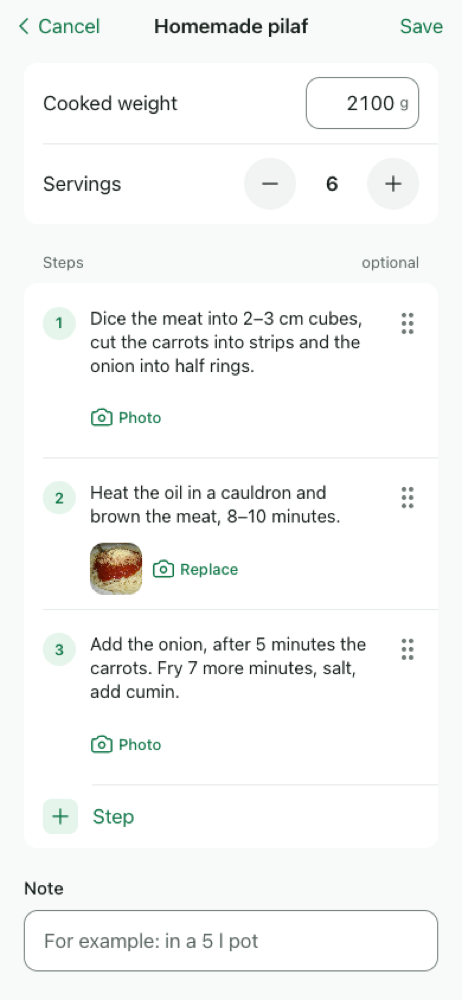 Cancel
Homemade pilaf
Save
Cooked weight
2100 g
Servings
6
Steps
optional
1
Dice the meat into 2–3 cm cubes,
cut the carrots into strips and the
onion into half rings.
Photo
2
Heat the oil in a cauldron and
brown the meat, 8–10 minutes.
Replace
3
Add the onion, after 5 minutes the
carrots. Fry 7 more minutes, salt,
add cumin.
Photo
Step
Note
For example: in a 5 l pot